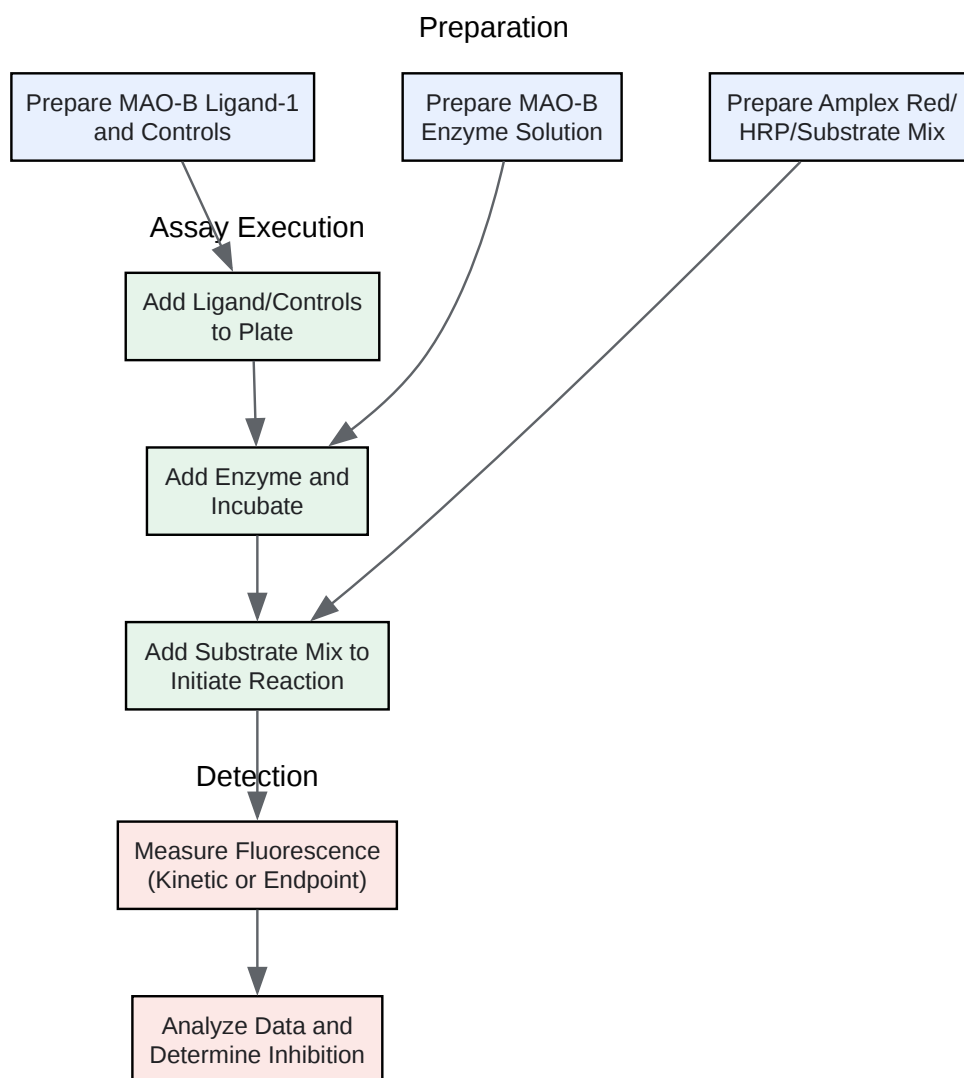 Preparation
Prepare MAO-B Ligand-1
and Controls
Prepare MAO-B
Enzyme Solution
Prepare Amplex Red/
HRP/Substrate Mix
Assay Execution
Add Ligand/Controls
to Plate
Add Enzyme and
Incubate
Add Substrate Mix to
Initiate Reaction
Detection
Measure Fluorescence
(Kinetic or Endpoint)
Analyze Data and
Determine Inhibition